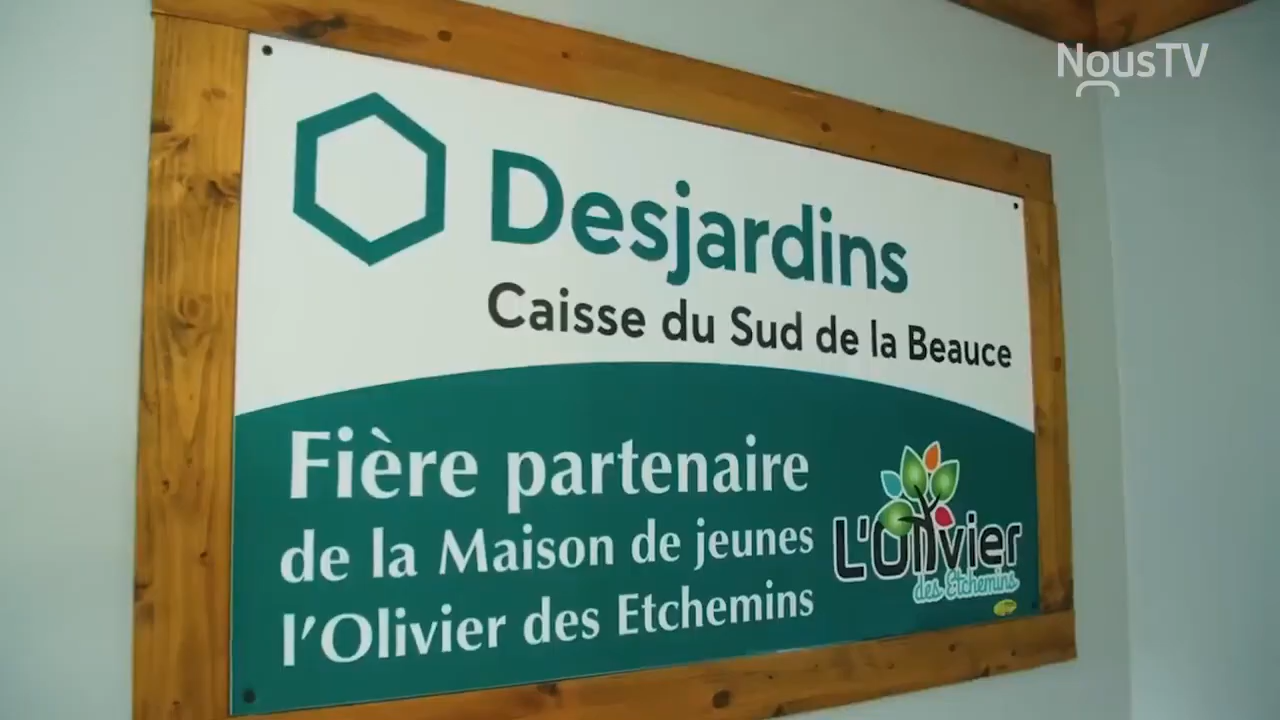 NousTV
Desjardins
Caisse du Sud de la Beauce
Fière partenaire
de la Maison de jeunes
l'Olivier des Etchemins
L'Olivier
des Etchemins